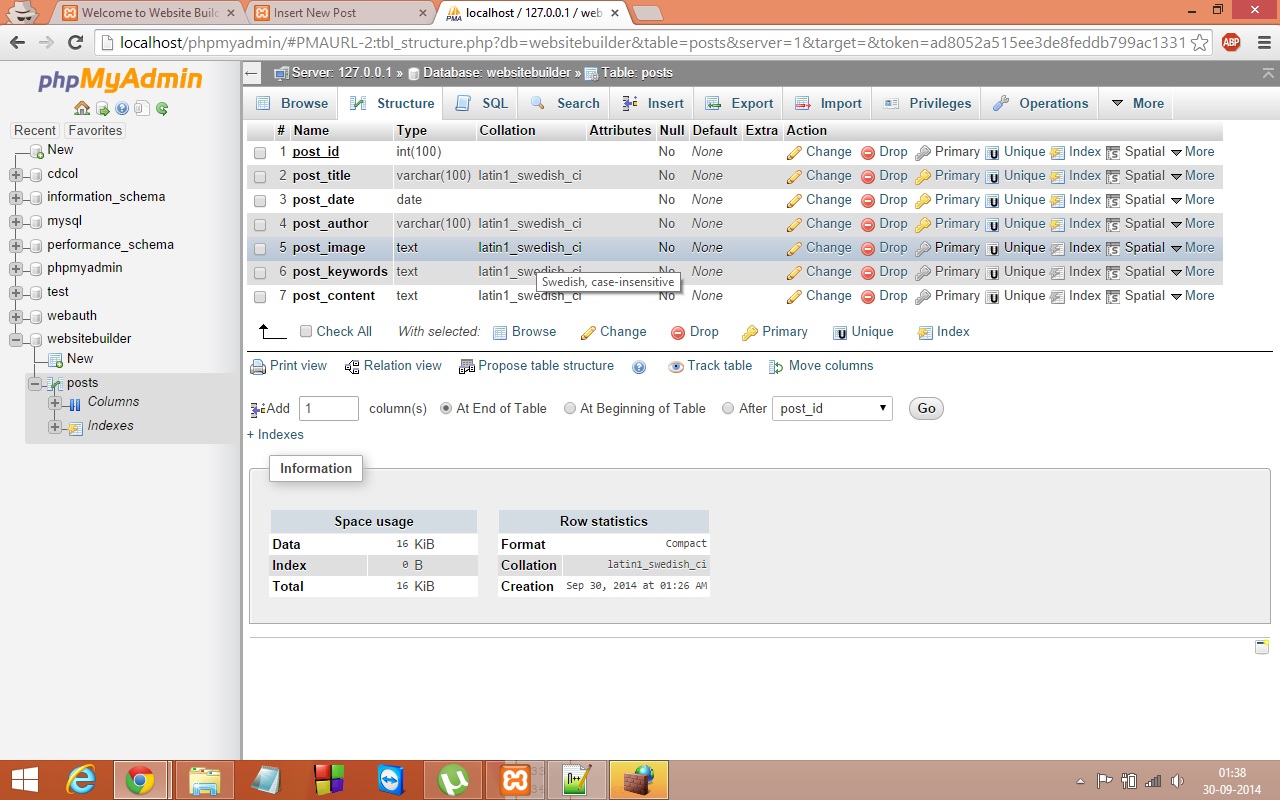 Welcome to Website Builc
Insert New Post
localhost / 127.0.0.1 / web
localhost/phpmyadmin/#PMAURL-2:tbl_structure.php?db=websitebuilder&table=posts&server=1&target=&token=ad8052a515ee3de8feddb799ac1331
ABP
phpMyAdmin
Recent Favorites
New
cdcol
information_schema
mysql
performance_schema
phpmyadmin
test
webauth
websitebuilder
New
posts
Columns
Indexes
Server: 127.0.0.1 » Database: websitebuilder » Table: posts
Browse Structure SQL Search Insert Export Import Privileges Operations More
# Name Type Collation Attributes Null Default Extra Action
1 post_id int(100) No None Change Drop Primary Unique Index Spatial More
2 post_title varchar(100) latin1_swedish_ci No None Change Drop Primary Unique Index Spatial More
3 post_date date No None Change Drop Primary Unique Index Spatial More
4 post_author varchar(100) latin1_swedish_ci No None Change Drop Primary Unique Index Spatial More
5 post_image text latin1_swedish_ci No None Change Drop Primary Unique Index Spatial More
6 post_keywords text latin1_swedish_ci No None Change Drop Primary Unique Index Spatial More
Swedish, case-insensitive
7 post_content text latin1_swedish_ci No None Change Drop Primary Unique Index Spatial More
Check All With selected: Browse Change Drop Primary Unique Index
Print view Relation view Propose table structure Track table Move columns
Add 1 column(s) At End of Table At Beginning of Table After post_id Go
+ Indexes
Information
Space usage
Data 16 KiB
Index 0 B
Total 16 KiB
Row statistics
Format Compact
Collation latin1_swedish_ci
Creation Sep 30, 2014 at 01:26 AM
01:38
30-09-2014